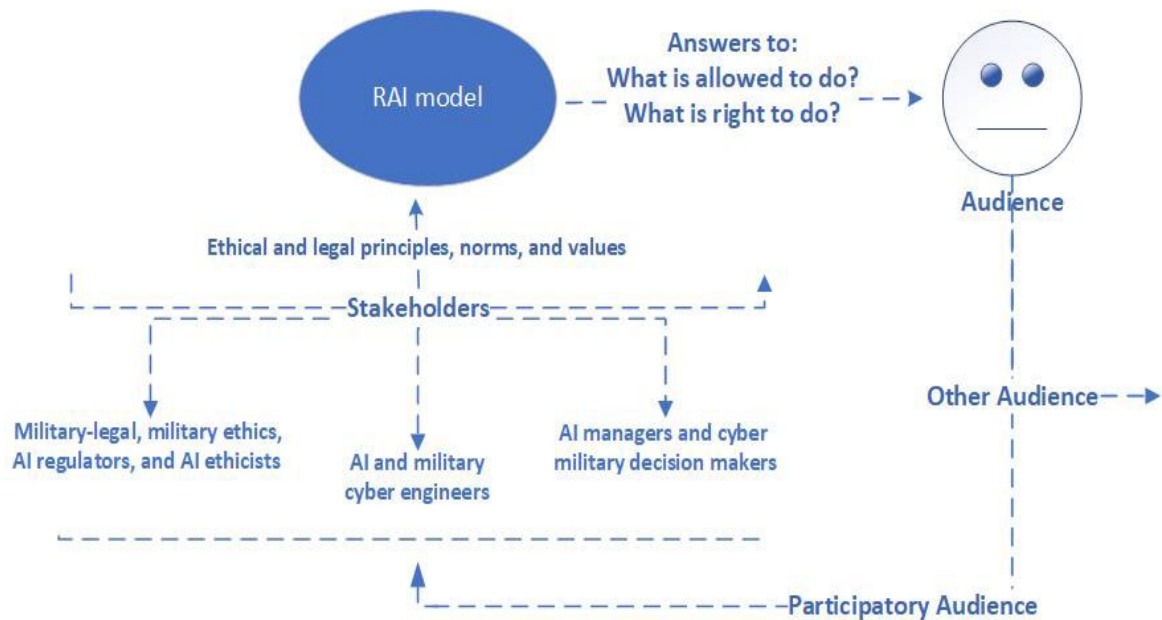 RAI model
Answers to:
What is allowed to do?
What is right to do?
Audience
Ethical and legal principles, norms, and values
Stakeholders
Military-legal, military ethics,
AI regulators, and AI ethicists
AI and military
cyber engineers
AI managers and cyber
military decision makers
Other Audience
Participatory Audience